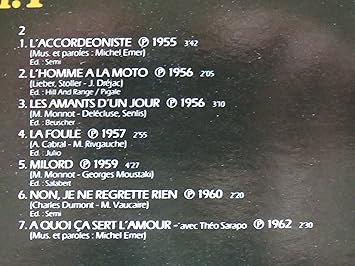 2
1. L'ACCORDEONISTE Ⓟ 1955 3'42
(Mus. et paroles : Michel Emer)
Ed. : Semi
2. L'HOMME A LA MOTO Ⓟ 1956 2'05
(Lieber, Stoller - J. Dréjac)
Ed. : Hill And Range / Pigale
3. LES AMANTS D'UN JOUR Ⓟ 1956 3'10
(M. Monnot - Delécluse, Senlis)
Ed. : Beuscher
4. LA FOULE Ⓟ 1957 2'55
(A. Cabral - M. Rivgauche)
Ed. : Julio
5. MILORD Ⓟ 1959 4'27
(M. Monnot - Georges Moustaki)
Ed. : Salabert
6. NON, JE NE REGRETTE RIEN Ⓟ 1960 2'20
(Charles Dumont - M. Vaucaire)
Ed. : Semi
7. A QUOI ÇA SERT L'AMOUR - avec Théo Sarapo Ⓟ 1962 2'30
(Mus. et paroles : Michel Emer)